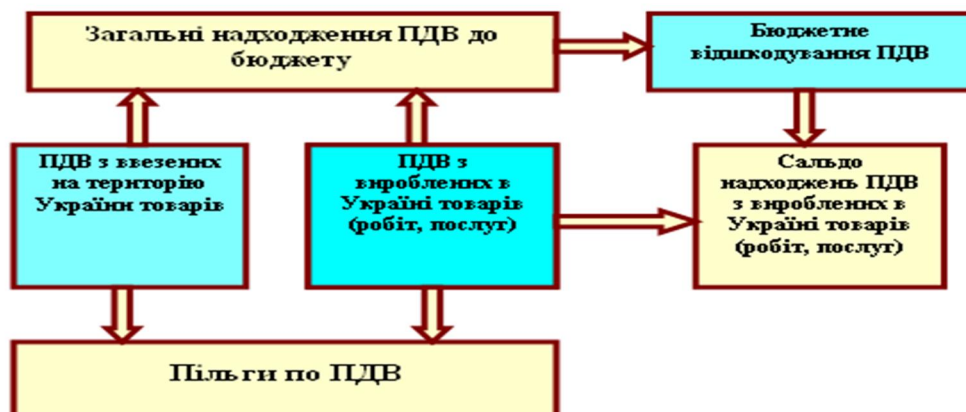 Загальні надходження ПДВ до
бюджету
Бюджетне
відшкодування ПДВ
ПДВ з ввезених
на територію
України товарів
ПДВ з
вироблених в
Україні товарів
(робіт, послуг)
Сальдо
надходжень ПДВ
з вироблених в
Україні товарів
(робіт, послуг)
Пільги по ПДВ